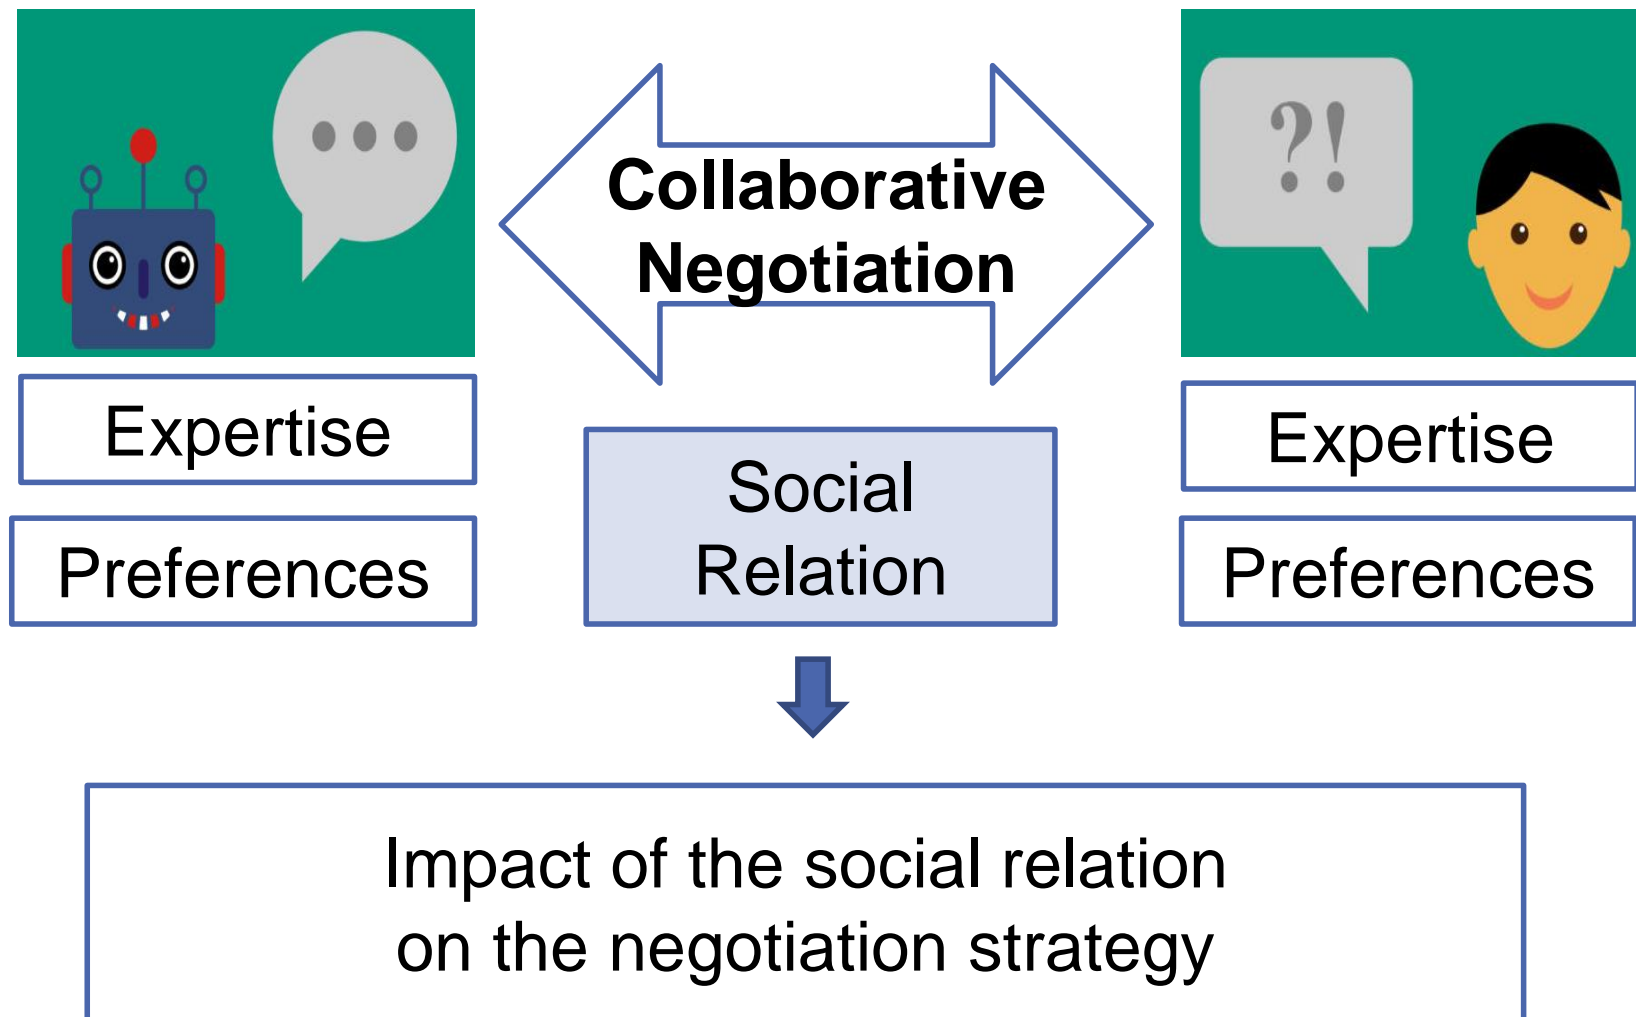 ?!
Collaborative
Negotiation
Expertise
Preferences
Social
Relation
Expertise
Preferences
Impact of the social relation
on the negotiation strategy